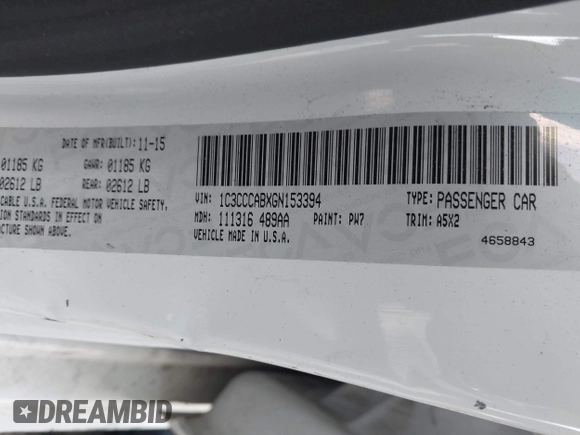 DATE OF MFR(BUILT): 11-15
01185 KG GAWR: 01185 KG
02612 LB REAR: 02612 LB
CABLE U.S.A. FEDERAL MOTOR VEHICLE SAFETY,
ION STANDARDS IN EFFECT ON
CTURE SHOWN ABOVE.
VIN: 1C3CCCABXGN153394 TYPE: PASSENGER CAR
MDH: 111316 489AA PAINT: PW7 TRIM: A5X2
VEHICLE MADE IN U.S.A. 4658843
DREAMBID